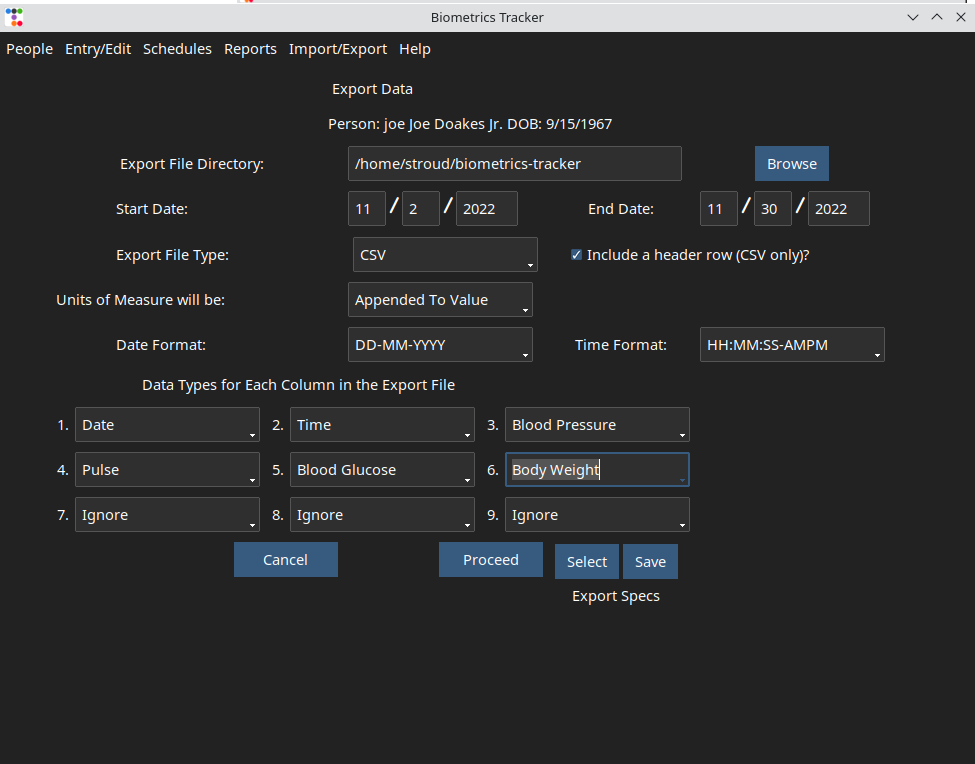 Biometrics Tracker
People Entry/Edit Schedules Reports Import/Export Help
Export Data
Person: joe Joe Doakes Jr. DOB: 9/15/1967
Export File Directory: /home/stroud/biometrics-tracker Browse
Start Date: 11 / 2 / 2022 End Date: 11 / 30 / 2022
Export File Type: CSV Include a header row (CSV only)?
Units of Measure will be: Appended To Value
Date Format: DD-MM-YYYY Time Format: HH:MM:SS-AMPM
Data Types for Each Column in the Export File
1. Date 2. Time 3. Blood Pressure
4. Pulse 5. Blood Glucose 6. Body Weight
7. Ignore 8. Ignore 9. Ignore
Cancel Proceed Select Save
Export Specs